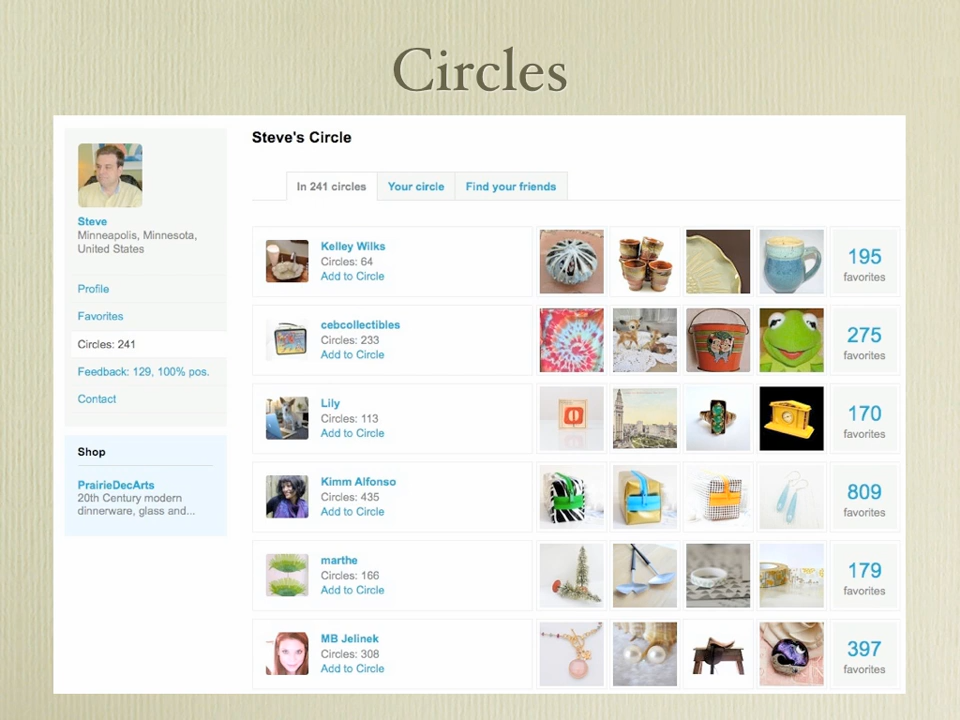 Circles
Steve's Circle
In 241 circles
Your circle
Find your friends
Steve
Minneapolis, Minnesota,
United States
Profile
Favorites
Circles: 241
Feedback: 129, 100% pos.
Contact
Shop
PrairieDecArts
20th Century modern
dinnerware, glass and...
Kelley Wilks
Circles: 64
Add to Circle
195
favorites
cebcollectibles
Circles: 233
Add to Circle
275
favorites
Lily
Circles: 113
Add to Circle
O
170
favorites
Kimm Alfonso
Circles: 435
Add to Circle
809
favorites
marthe
Circles: 166
Add to Circle
179
favorites
MB Jelinek
Circles: 308
Add to Circle
397
favorites